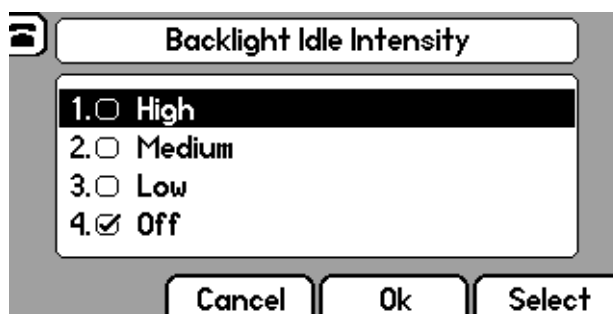 Backlight Idle Intensity
1. High
2. Medium
3. Low
4. Off
Cancel Ok Select